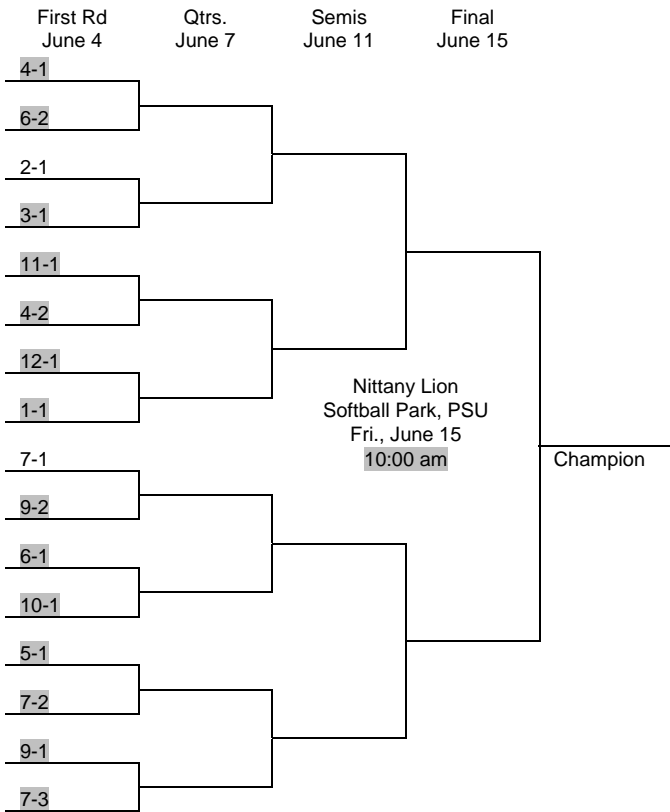 First Rd Qtrs. Semis Final
June 4 June 7 June 11 June 15
4-1
6-2
2-1
3-1
11-1
4-2
12-1
1-1
Nittany Lion
Softball Park, PSU
Fri., June 15
10:00 am
Champion
7-1
9-2
6-1
10-1
5-1
7-2
9-1
7-3